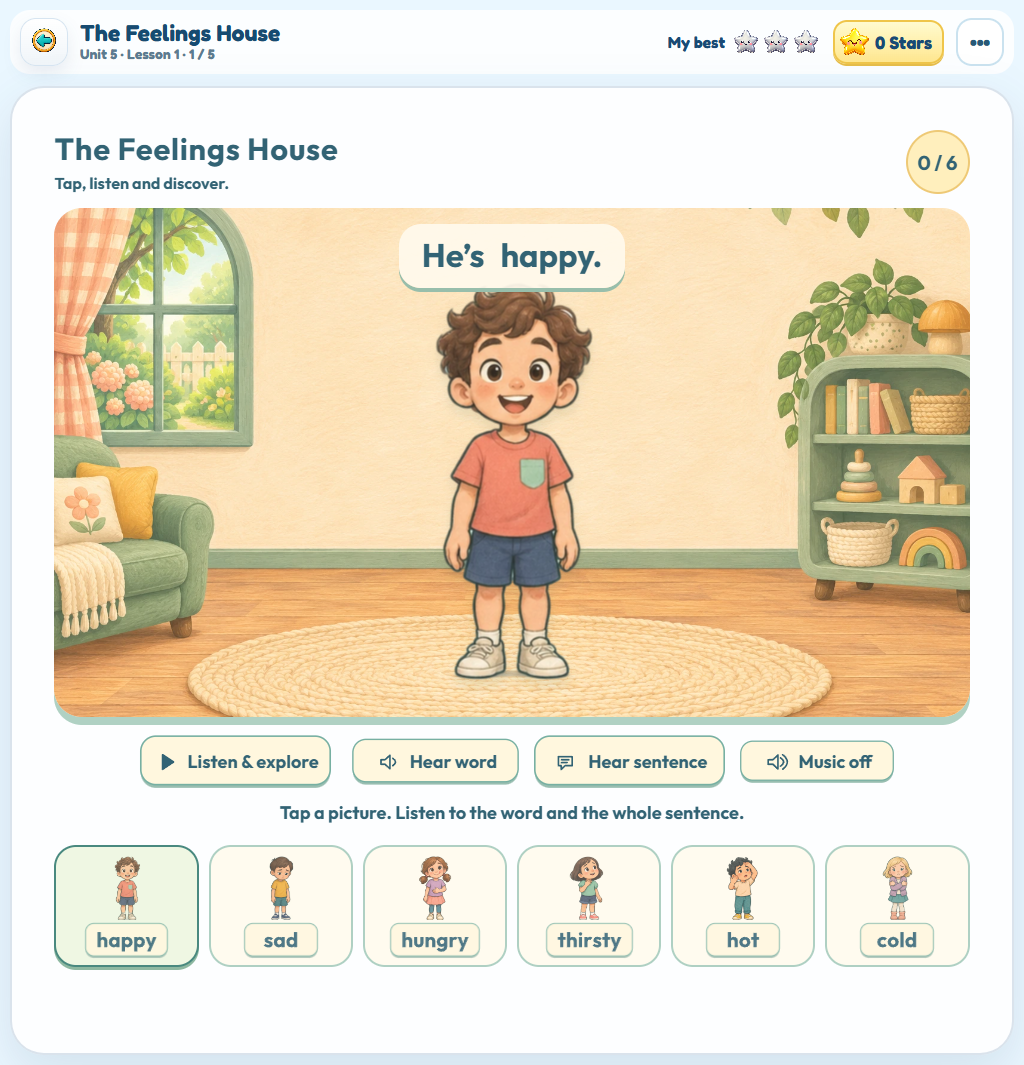 The Feelings House
Unit 5 · Lesson 1 · 1 / 5
My best
0 Stars
The Feelings House
Tap, listen and discover.
0 / 6
He’s happy.
Listen & explore
Hear word
Hear sentence
Music off
Tap a picture. Listen to the word and the whole sentence.
happy
sad
hungry
thirsty
hot
cold